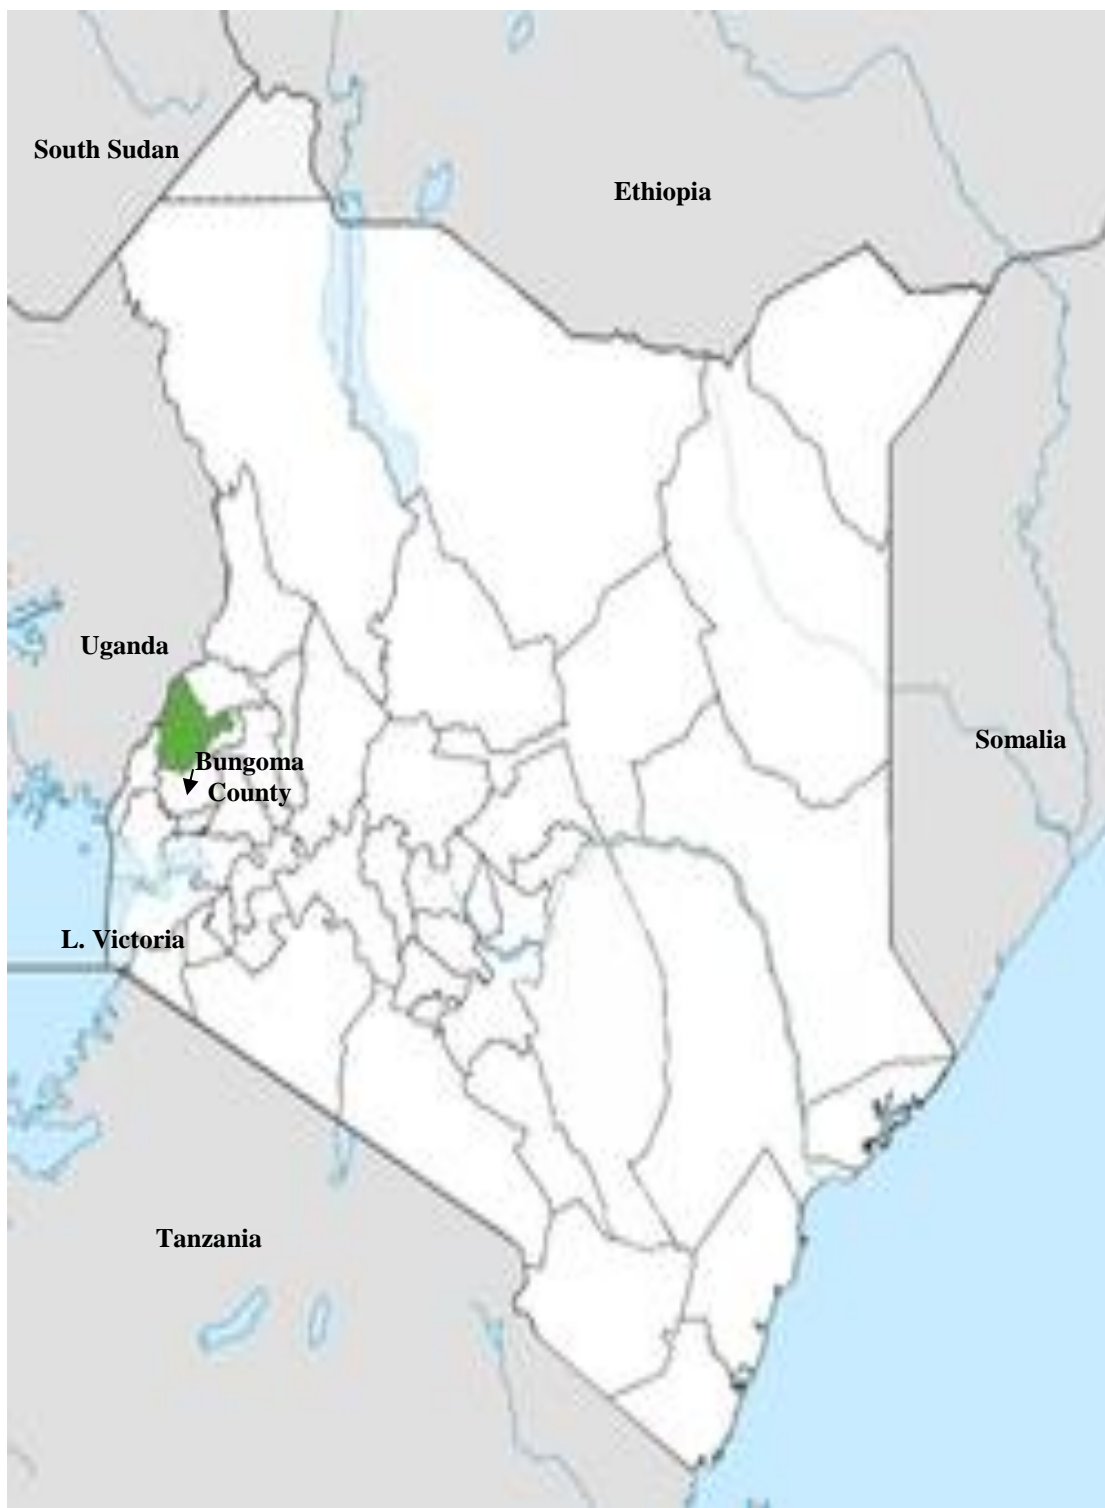 South Sudan
Ethiopia
Uganda
Somalia
Bungoma
County
L. Victoria
Tanzania